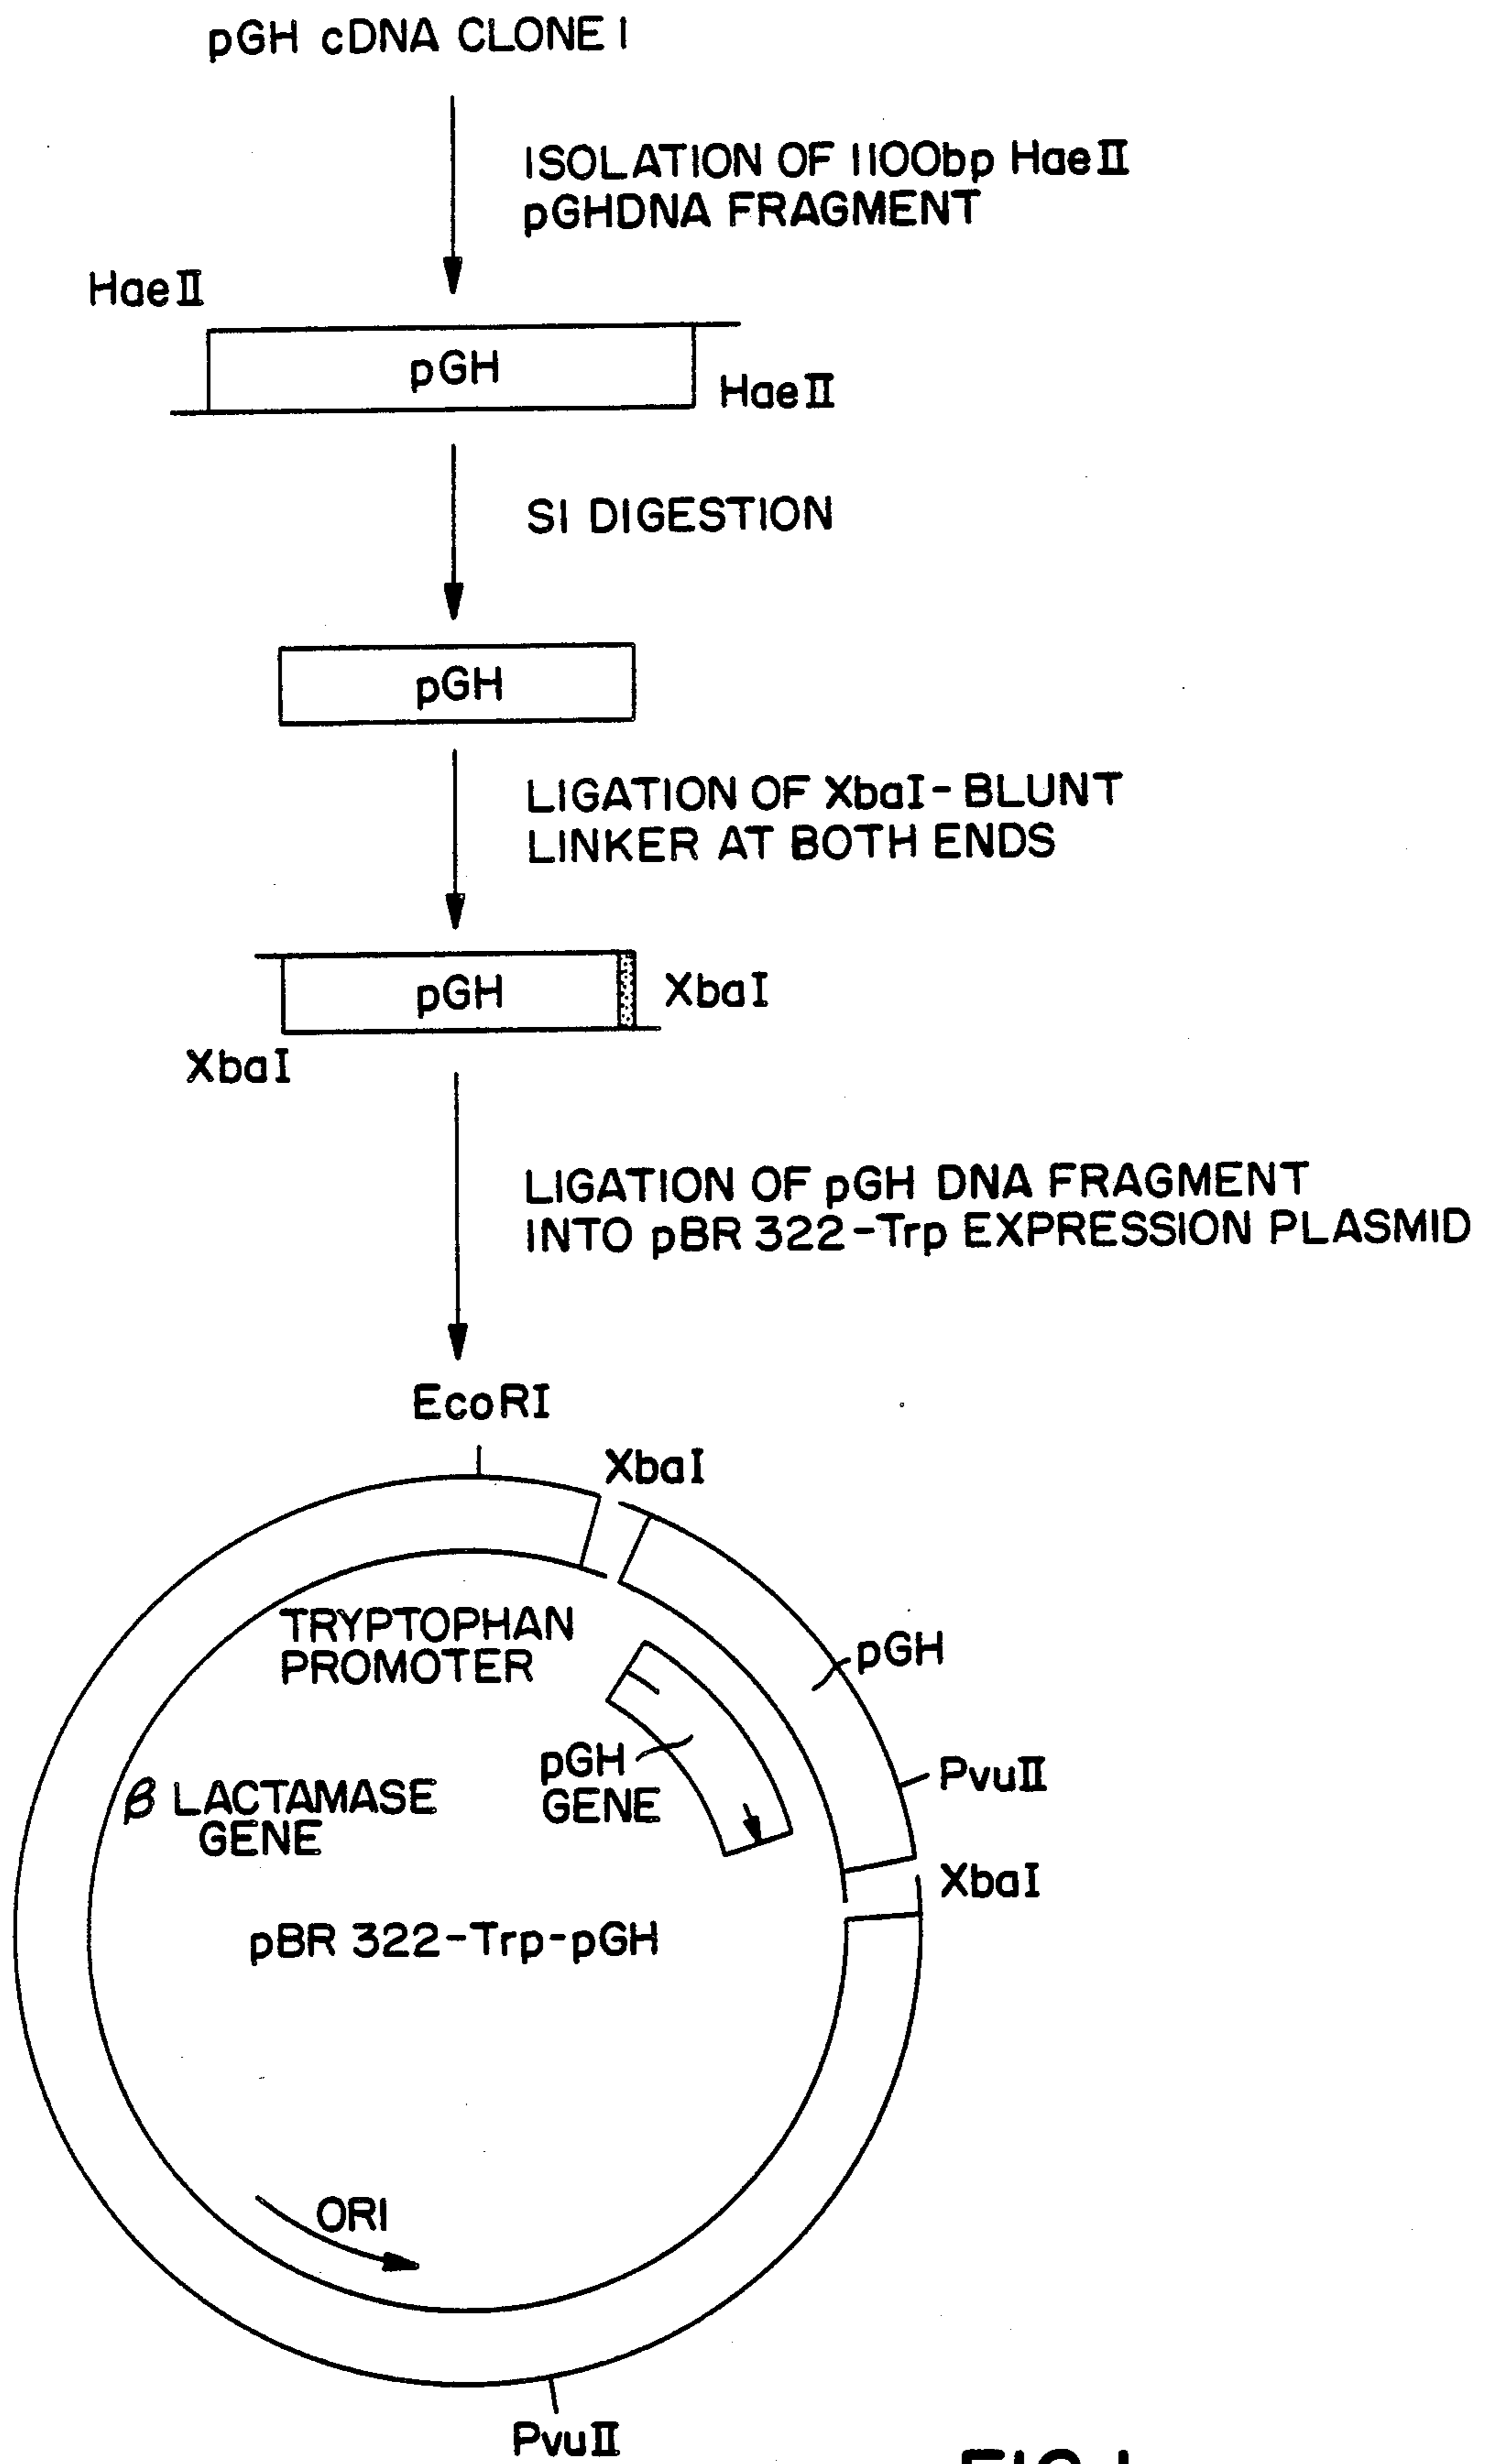 pGH cDNA CLONE 1
ISOLATION OF 1100bp HaeII
pGHDNA FRAGMENT
HaeII
pGH
HaeII
S1 DIGESTION
pGH
LIGATION OF XbaI-BLUNT
LINKER AT BOTH ENDS
pGH
XbaI
XbaI
LIGATION OF pGH DNA FRAGMENT
INTO pBR 322-Trp EXPRESSION PLASMID
EcoRI
XbaI
TRYPTOPHAN
PROMOTER
pGH
pGH
GENE
PvuII
β LACTAMASE
GENE
XbaI
pBR 322-Trp-pGH
ORI
PvuII